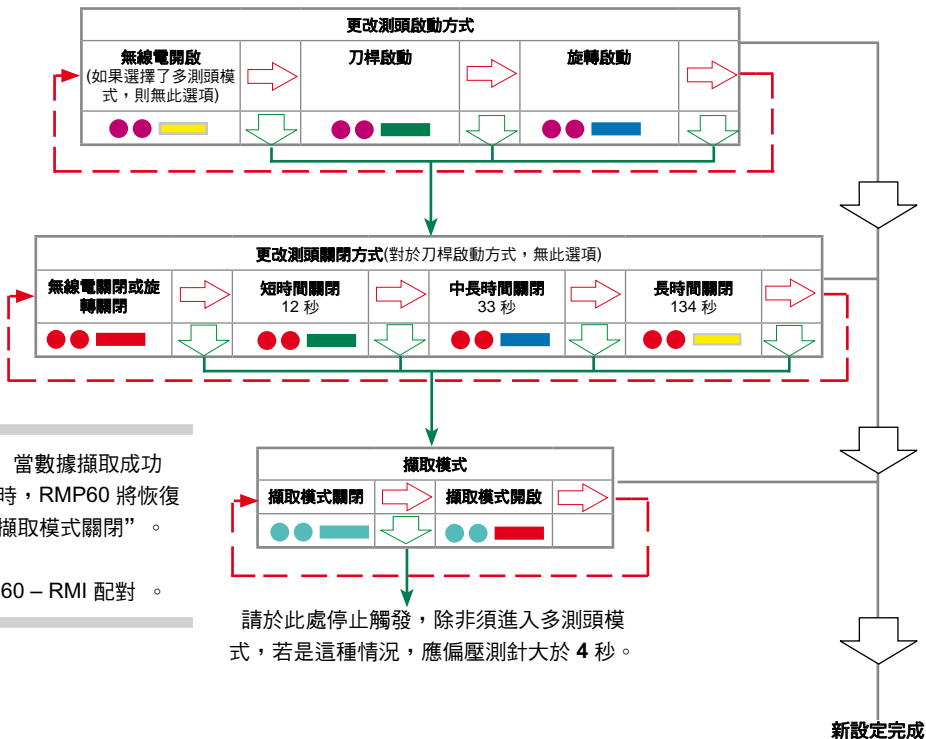 更改測頭啟動方式
無線電開啟
(如果選擇了多測頭模
式，則無此選項)
刀桿啟動
旋轉啟動
更改測頭關閉方式(對於刀桿啟動方式，無此選項)
無線電關閉或旋
轉關閉
短時間關閉
12 秒
中長時間關閉
33 秒
長時間關閉
134 秒
當數據擷取成功
時，RMP60 將恢復
擷取模式關閉”。
60 – RMI 配對 。
擷取模式
擷取模式關閉
擷取模式開啟
請於此處停止觸發，除非須進入多測頭模
式，若是這種情況，應偏壓測針大於 4 秒。
新設定完成